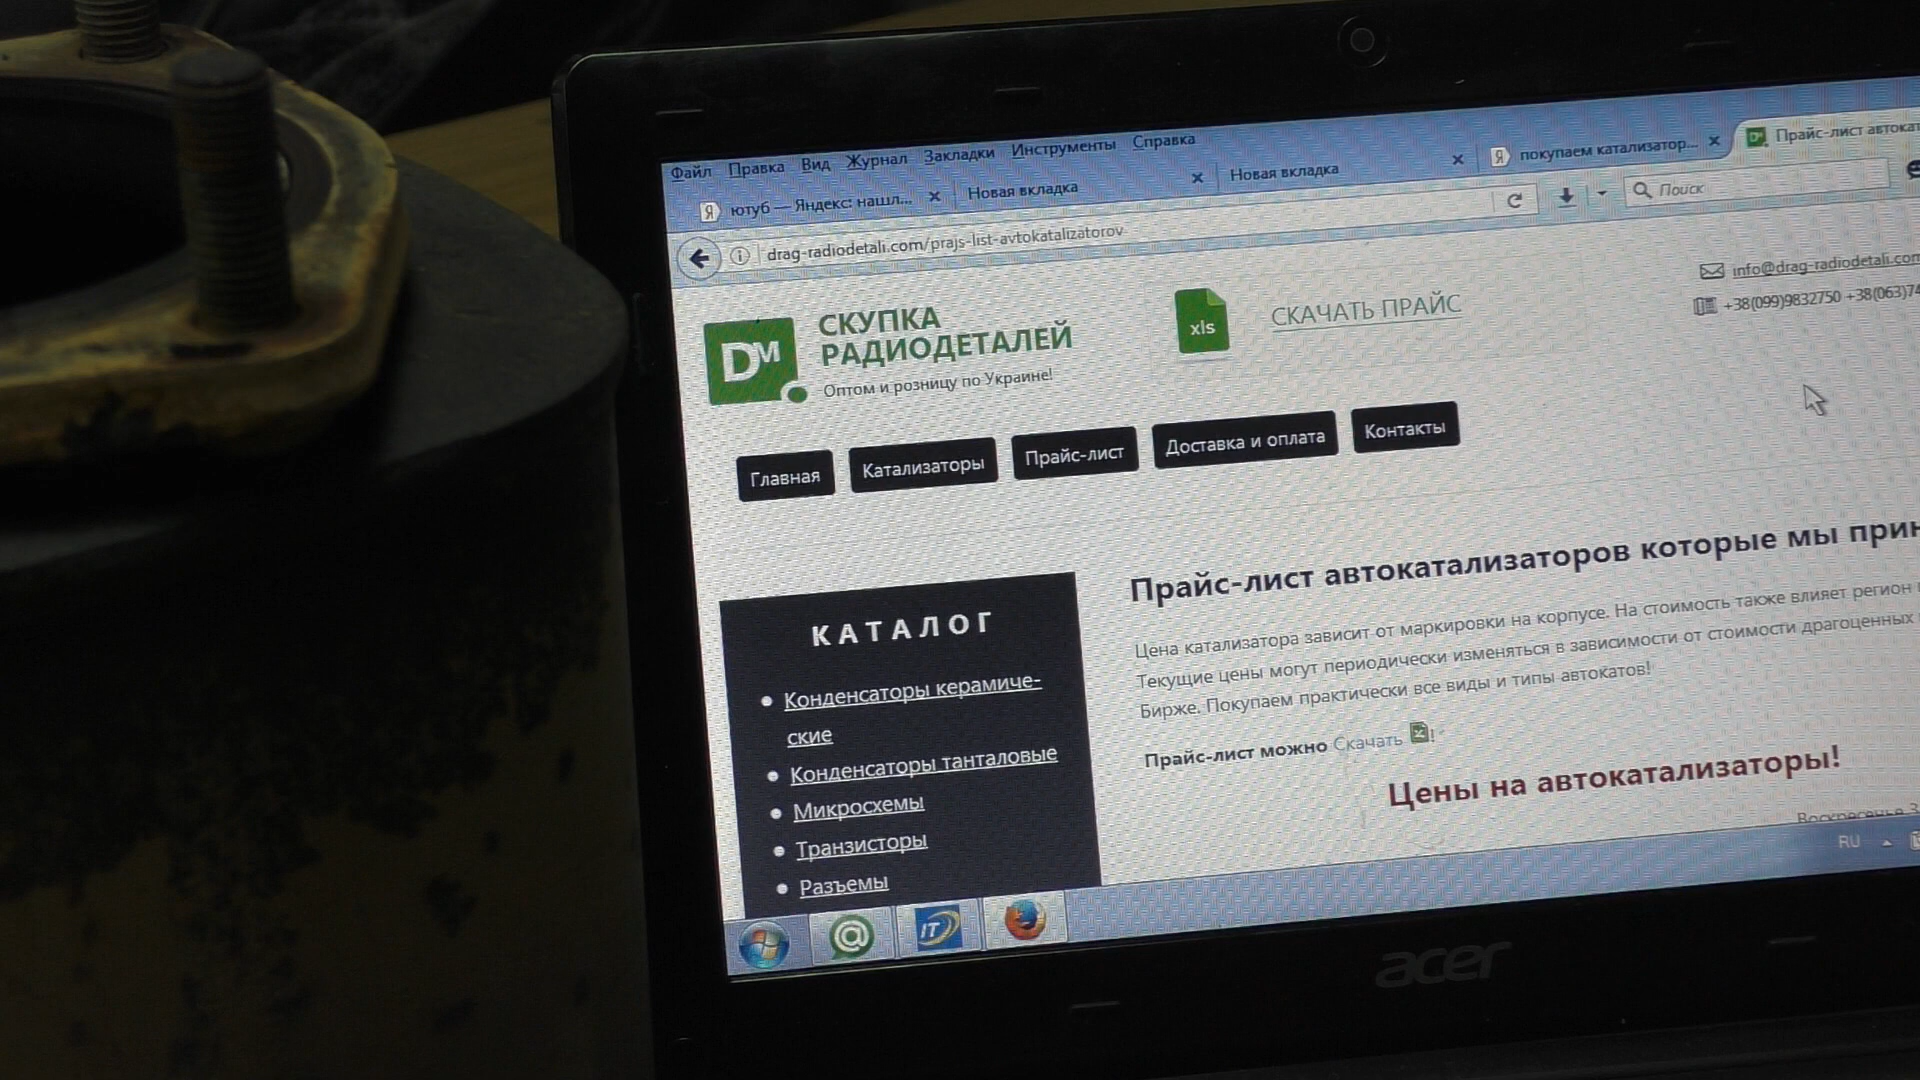 Файл Правка Вид Журнал Закладки Инструменты Справка
ютуб — Яндекс: нашл... Новая вкладка Новая вкладка покупаем катализатор... Прайс-лист автокат
drag-radiodetali.com/prajs-list-avtokatalizatorov Поиск
DM
СКУПКА
РАДИОДЕТАЛЕЙ
Оптом и розницу по Украине!
xls
СКАЧАТЬ ПРАЙС
info@drag-radiodetali.com
+38(099)9832750 +38(063)74
Главная Катализаторы Прайс-лист Доставка и оплата Контакты
КАТАЛОГ
Конденсаторы керамиче-
ские
Конденсаторы танталовые
Микросхемы
Транзисторы
Разъемы
Прайс-лист автокатализаторов которые мы прин
Цена катализатора зависит от маркировки на корпусе. На стоимость также влияет регион
Текущие цены могут периодически изменяться в зависимости от стоимости драгоценных
Бирже. Покупаем практически все виды и типы автокатов!
Прайс-лист можно Скачать !
Цены на автокатализаторы!
Воскресенье 3
RU
@ IT
acer